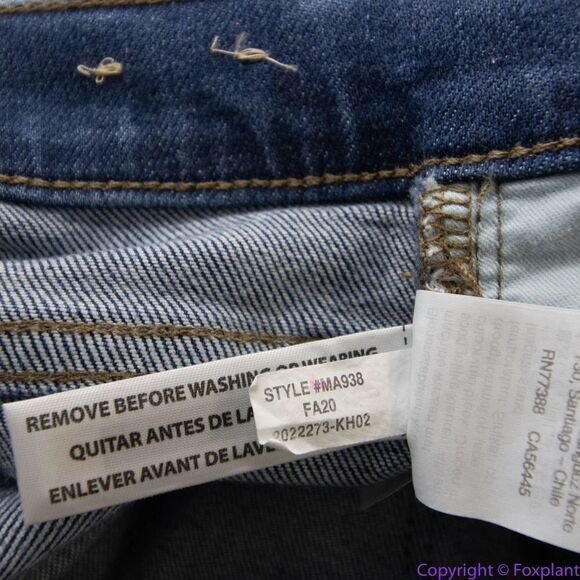 REMOVE BEFORE WASHING OR WEARING
QUITAR ANTES DE LA
ENLEVER AVANT DE LAVE
STYLE #MA938
FA20
2022273-KH02
Norte
Santiago - Chile
RN77388 CA56445
Copyright © Foxplant